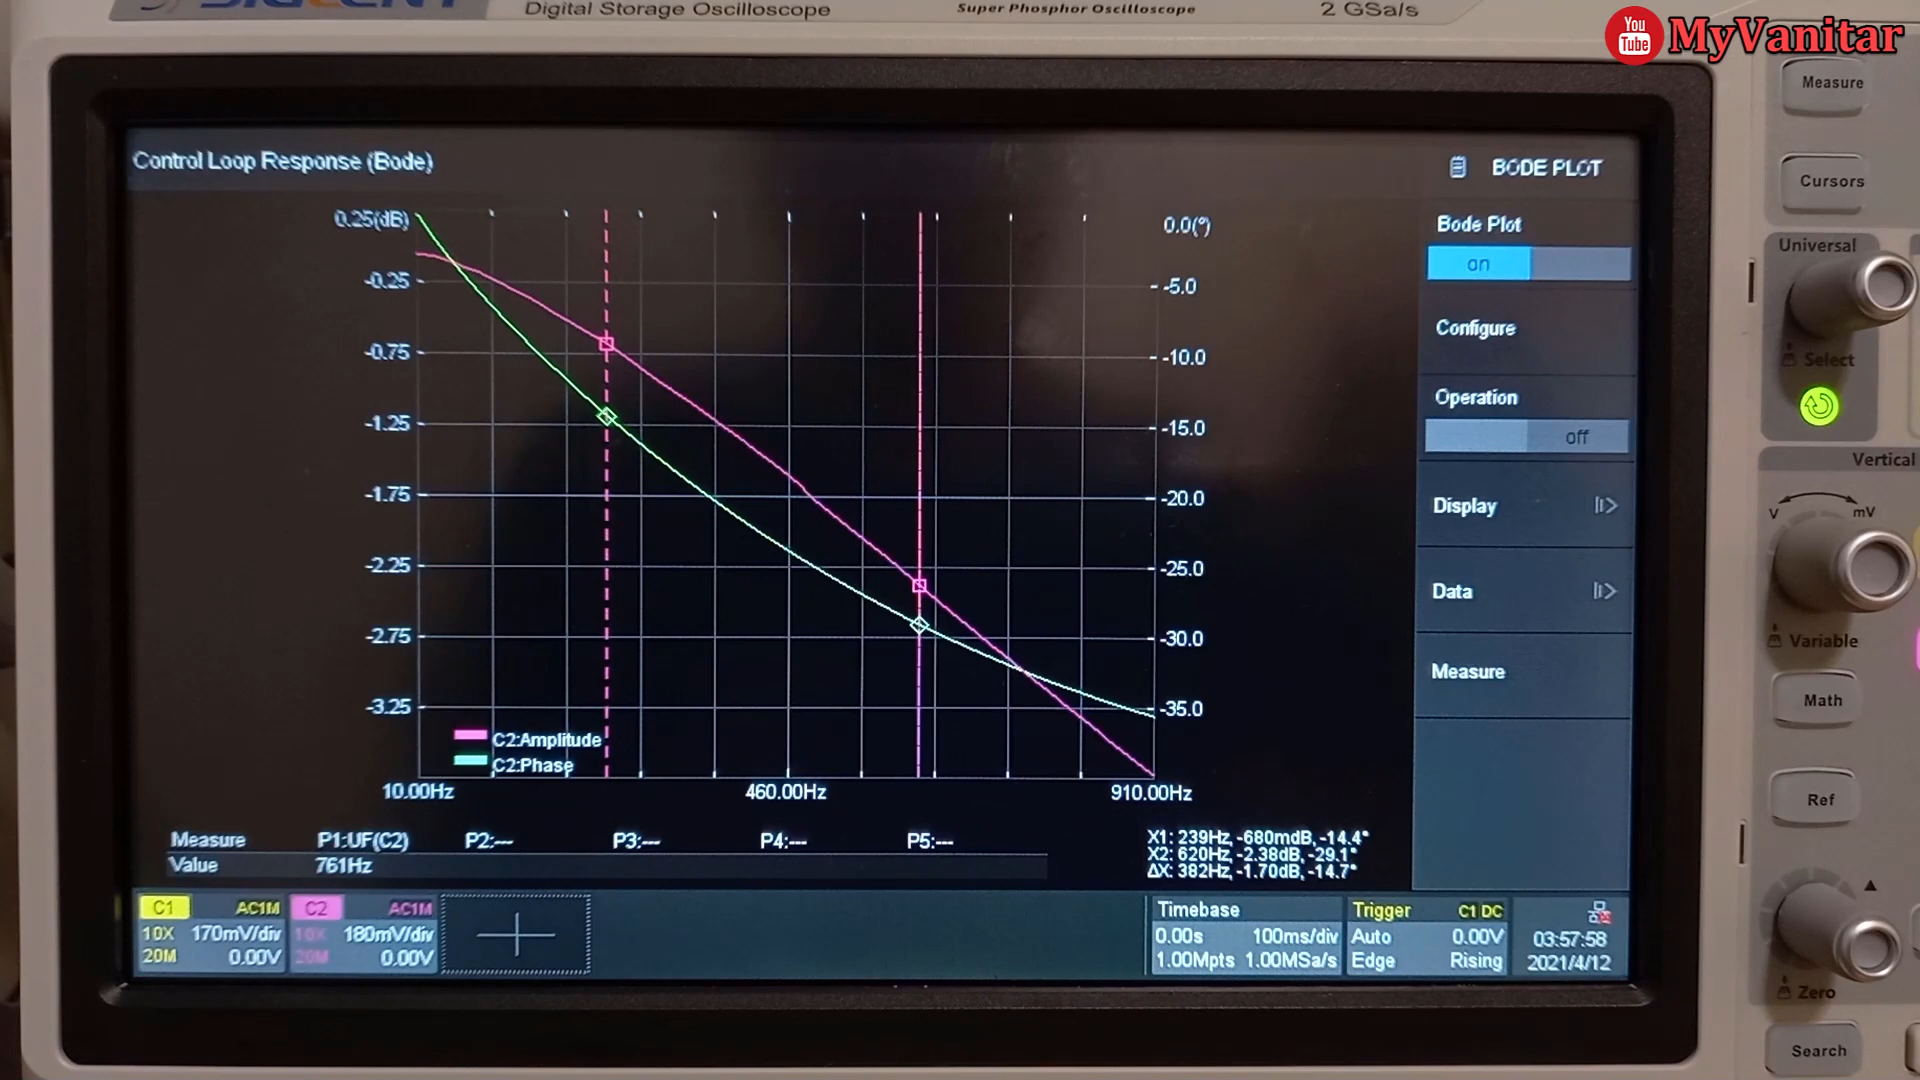 SIGLENT
Digital Storage Oscilloscope
Super Phosphor Oscilloscope
2 GSa/s
You Tube MyVanitar
Control Loop Response (Bode)
BODE PLOT
Bode Plot
on
Configure
Operation
off
Display
Data
Measure
0.25(dB)
-0.25
-0.75
-1.25
-1.75
-2.25
-2.75
-3.25
0.0(°)
-5.0
-10.0
-15.0
-20.0
-25.0
-30.0
-35.0
C2:Amplitude
C2:Phase
10.00Hz 460.00Hz 910.00Hz
Measure P1:UF(C2) P2:--- P3:--- P4:--- P5:---
Value 761Hz
X1: 239Hz, -680mdB, -14.4°
X2: 620Hz, -2.38dB, -29.1°
ΔX: 382Hz, -1.70dB, -14.7°
C1 AC1M
10X 170mV/div
20M 0.00V
C2 AC1M
10X 180mV/div
20M 0.00V
Timebase
0.00s 100ms/div
1.00Mpts 1.00MSa/s
Trigger C1 DC
Auto 0.00V
Edge Rising
03:57:58
2021/4/12
Measure
Cursors
Universal
Select
Vertical
V mV
Variable
Math
Ref
Zero
Search